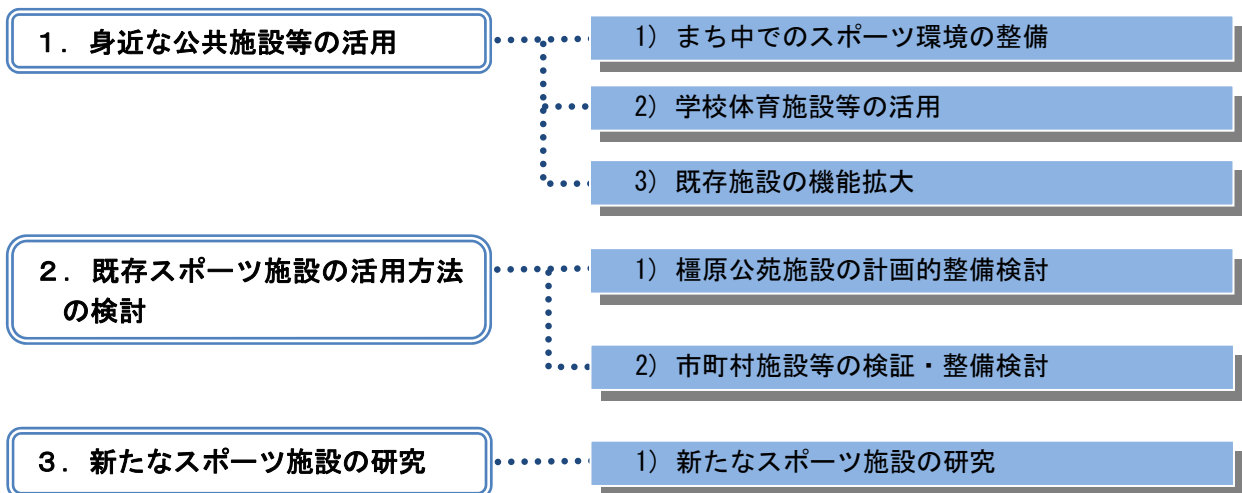 １．身近な公共施設等の活用
1) まち中でのスポーツ環境の整備
2) 学校体育施設等の活用
3) 既存施設の機能拡大
２．既存スポーツ施設の活用方法
の検討
1) 橿原公苑施設の計画的整備検討
2) 市町村施設等の検証・整備検討
３．新たなスポーツ施設の研究
1) 新たなスポーツ施設の研究